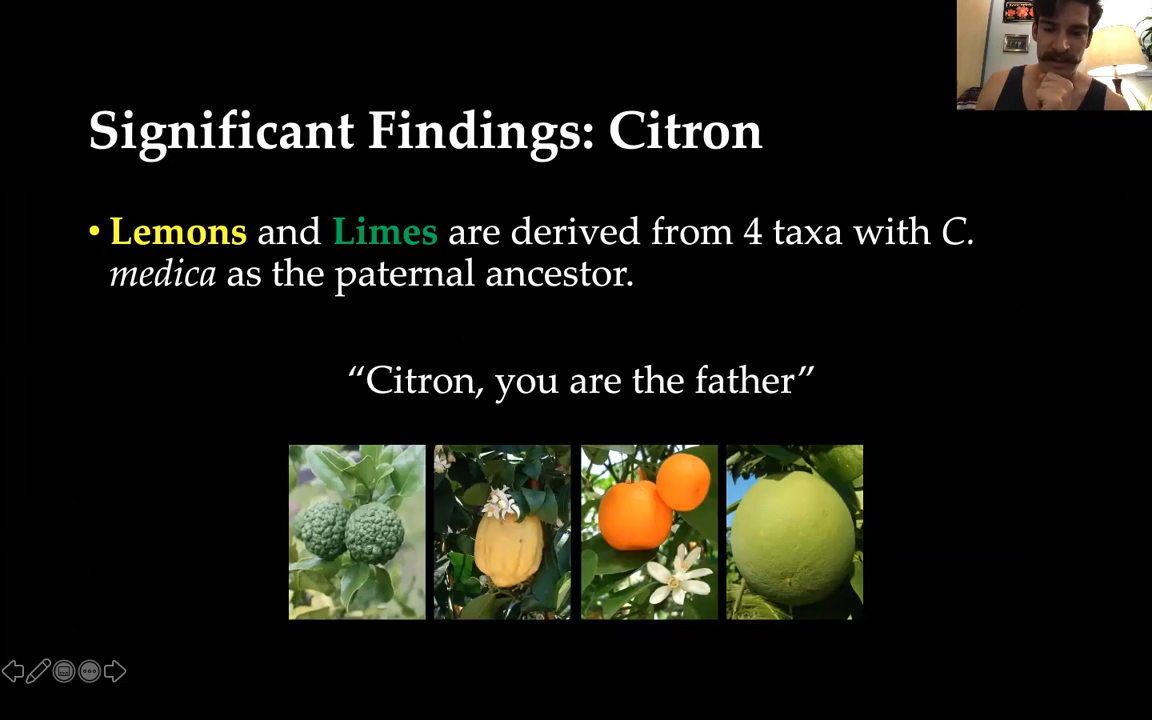 Significant Findings: Citron
• Lemons and Limes are derived from 4 taxa with C.
medica as the paternal ancestor.
“Citron, you are the father”